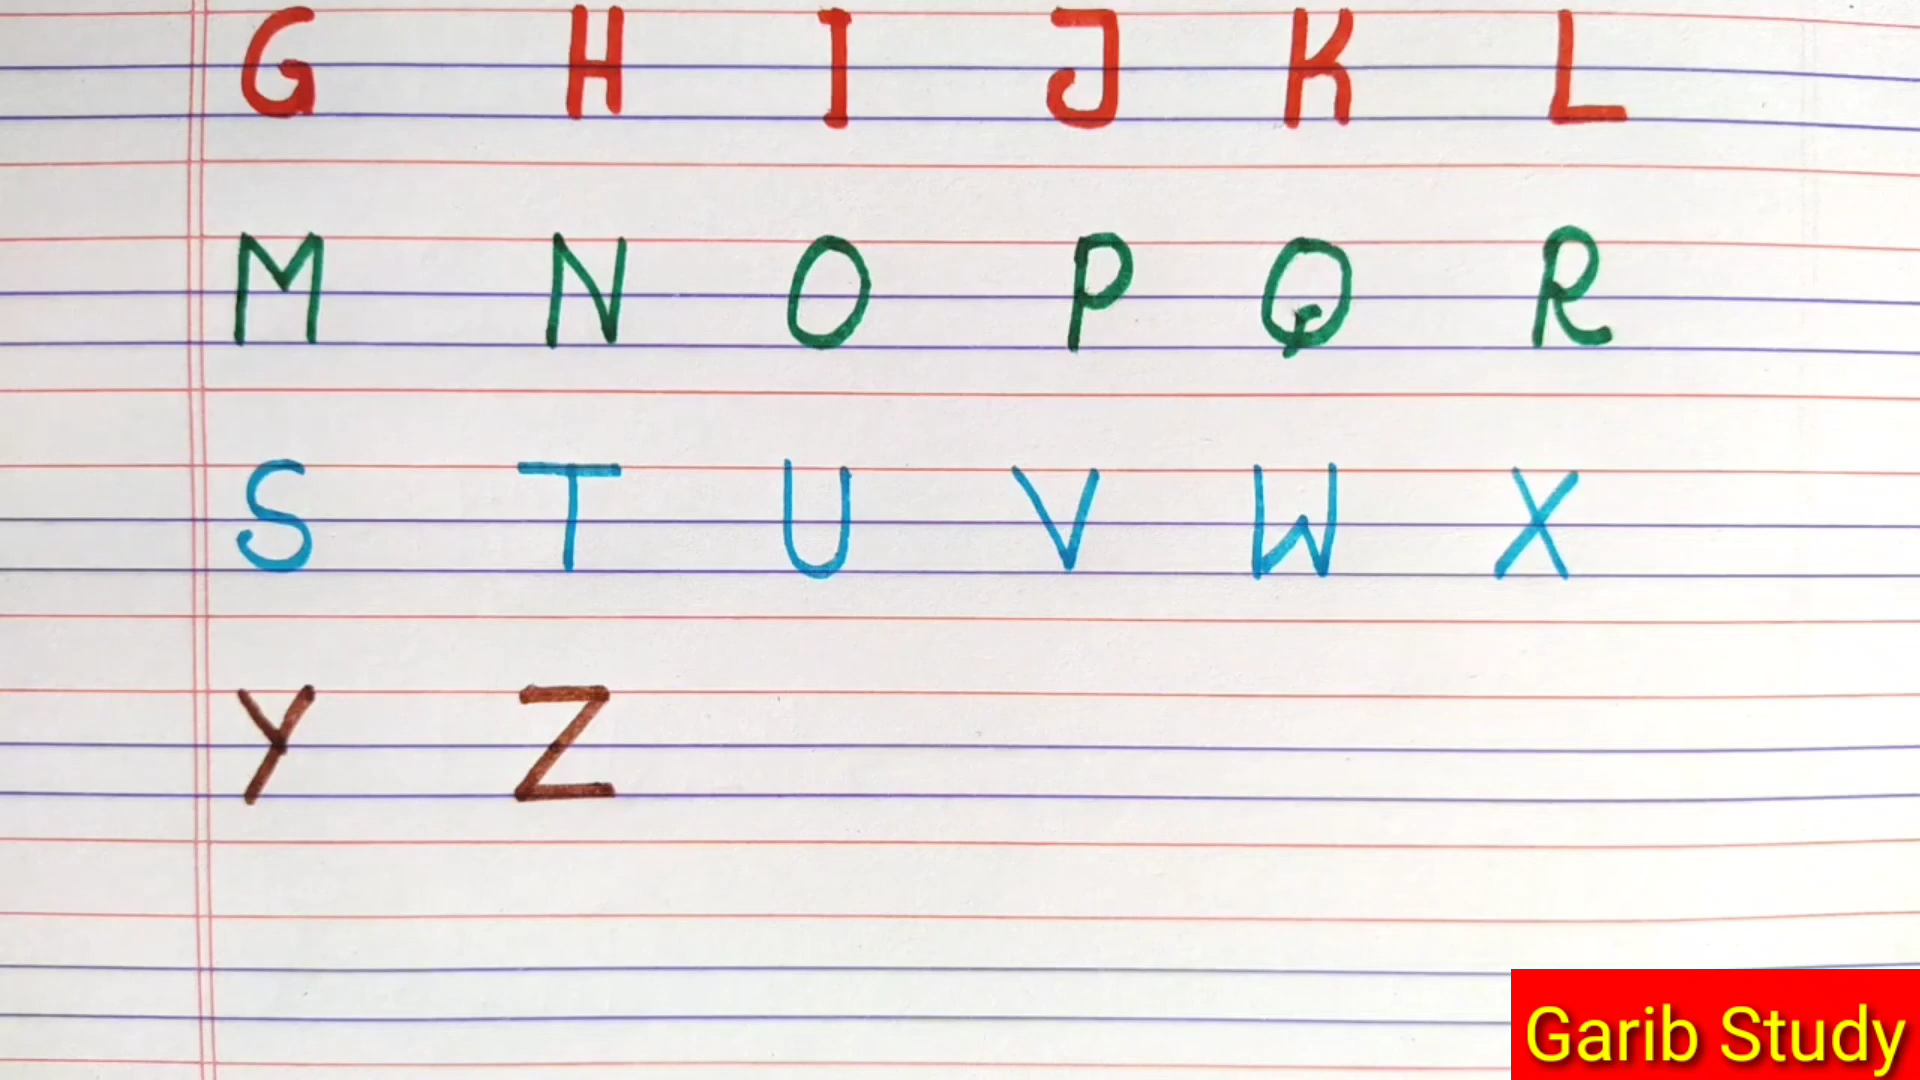 G H I J K L
M N O P Q R
S T U V W X
Y Z
Garib Study